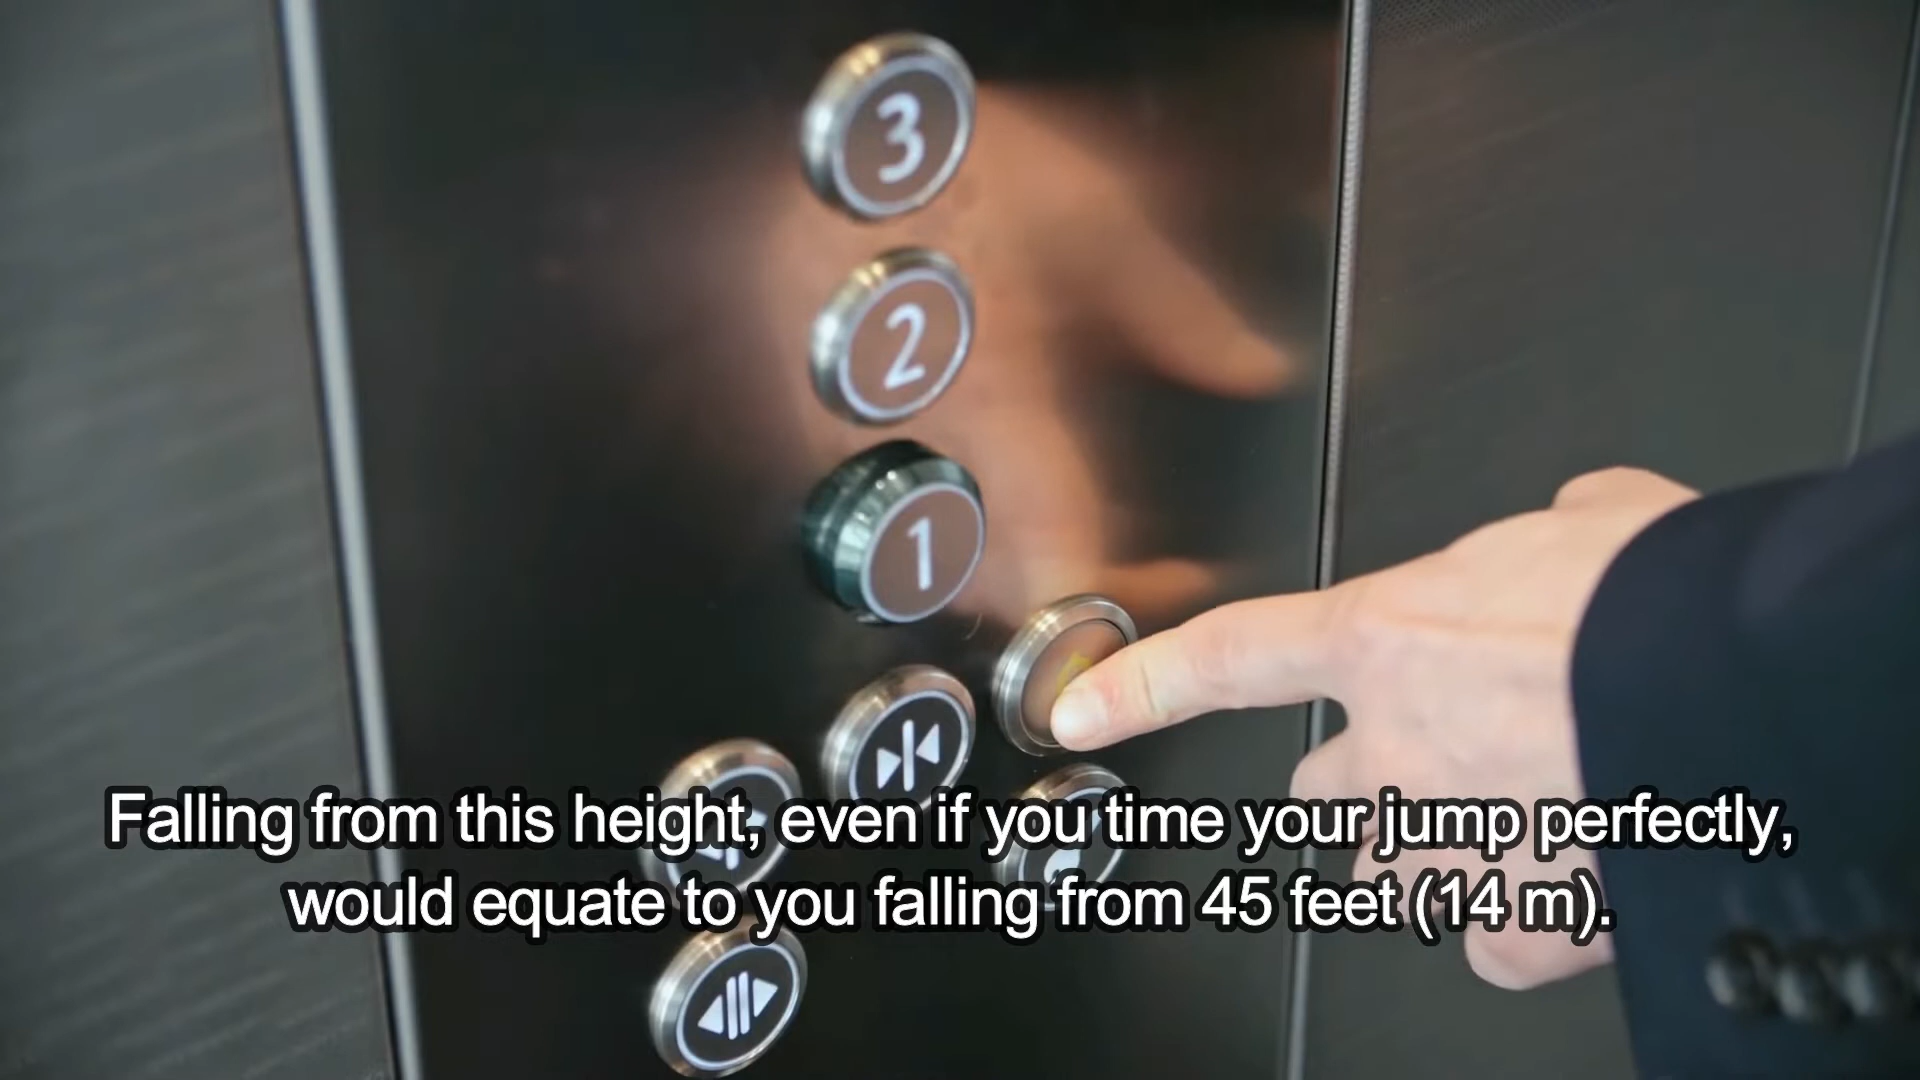 3
2
1
Falling from this height, even if you time your jump perfectly,
would equate to you falling from 45 feet (14 m).